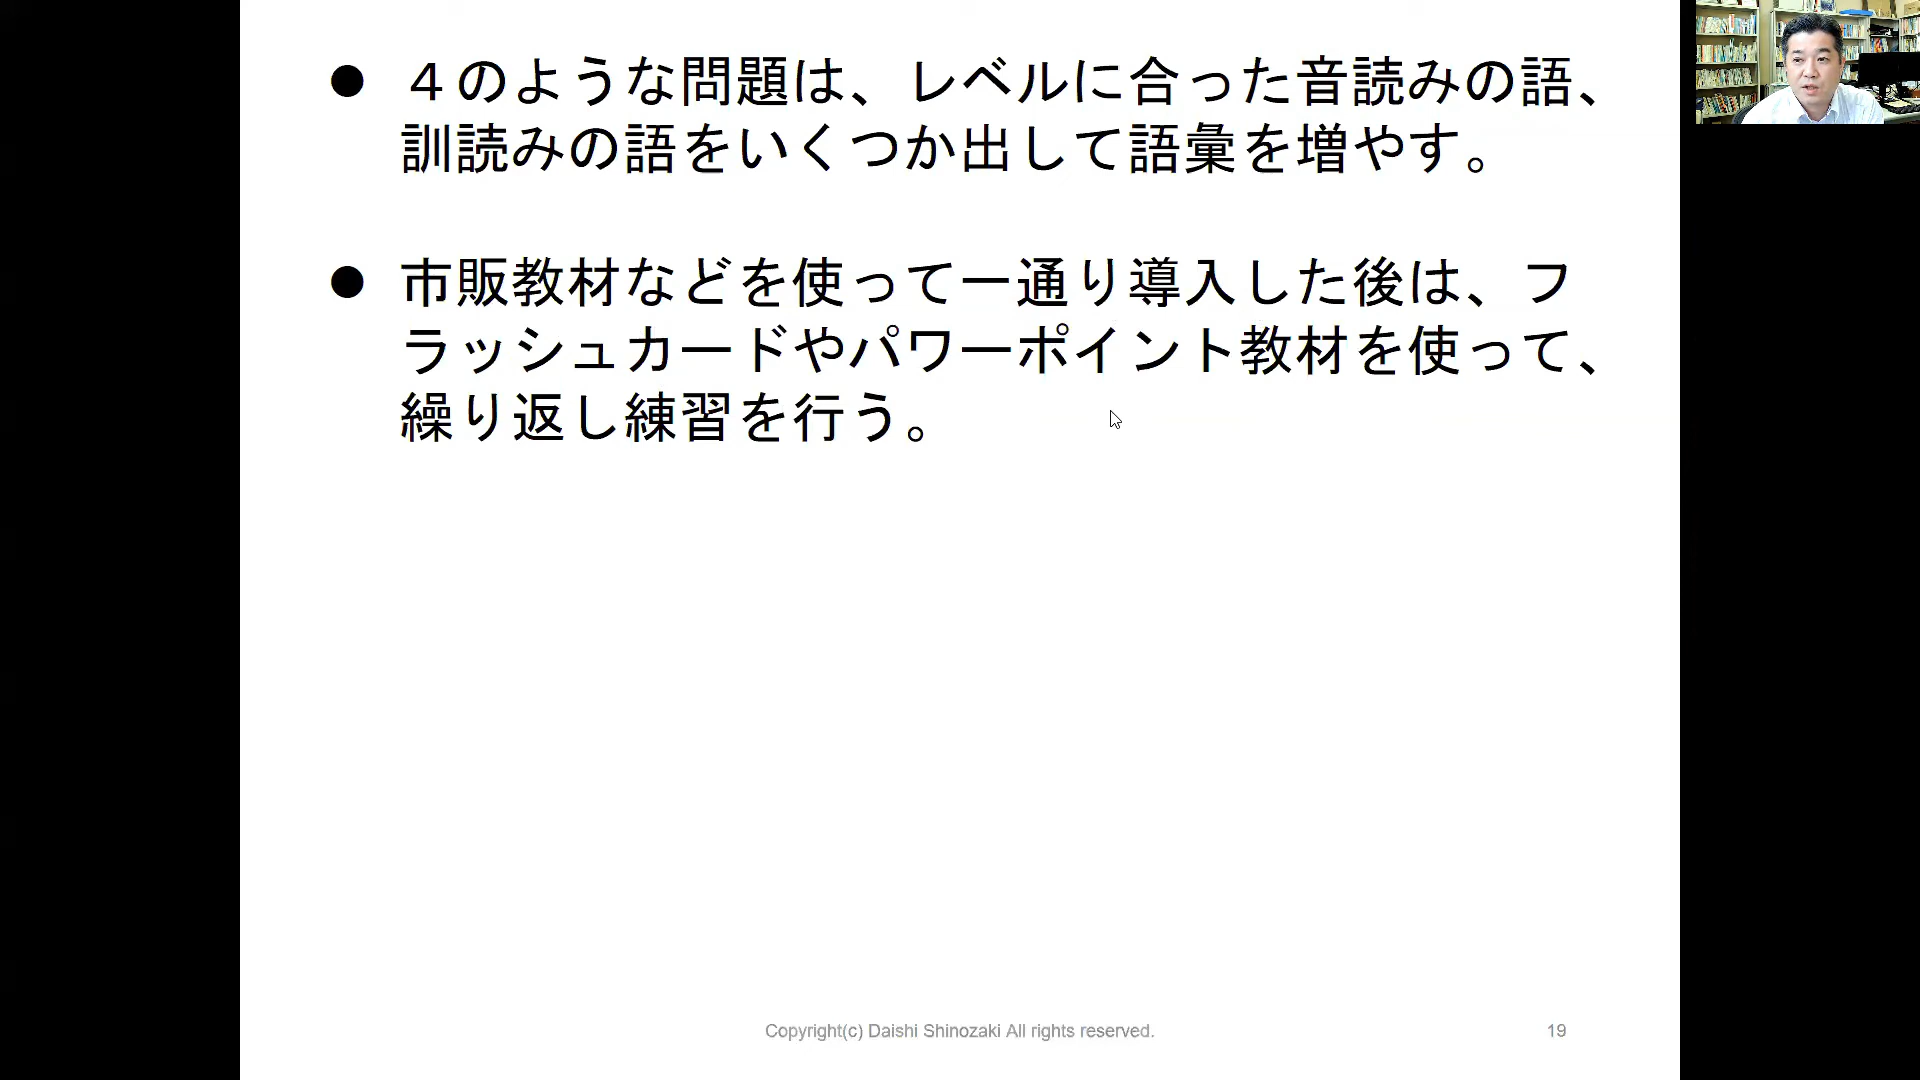 ● ４のような問題は、レベルに合った音読みの語、
訓読みの語をいくつか出して語彙を増やす。
● 市販教材などを使って一通り導入した後は、フ
ラッシュカードやパワーポイント教材を使って、
繰り返し練習を行う。
Copyright(c) Daishi Shinozaki All rights reserved.
19